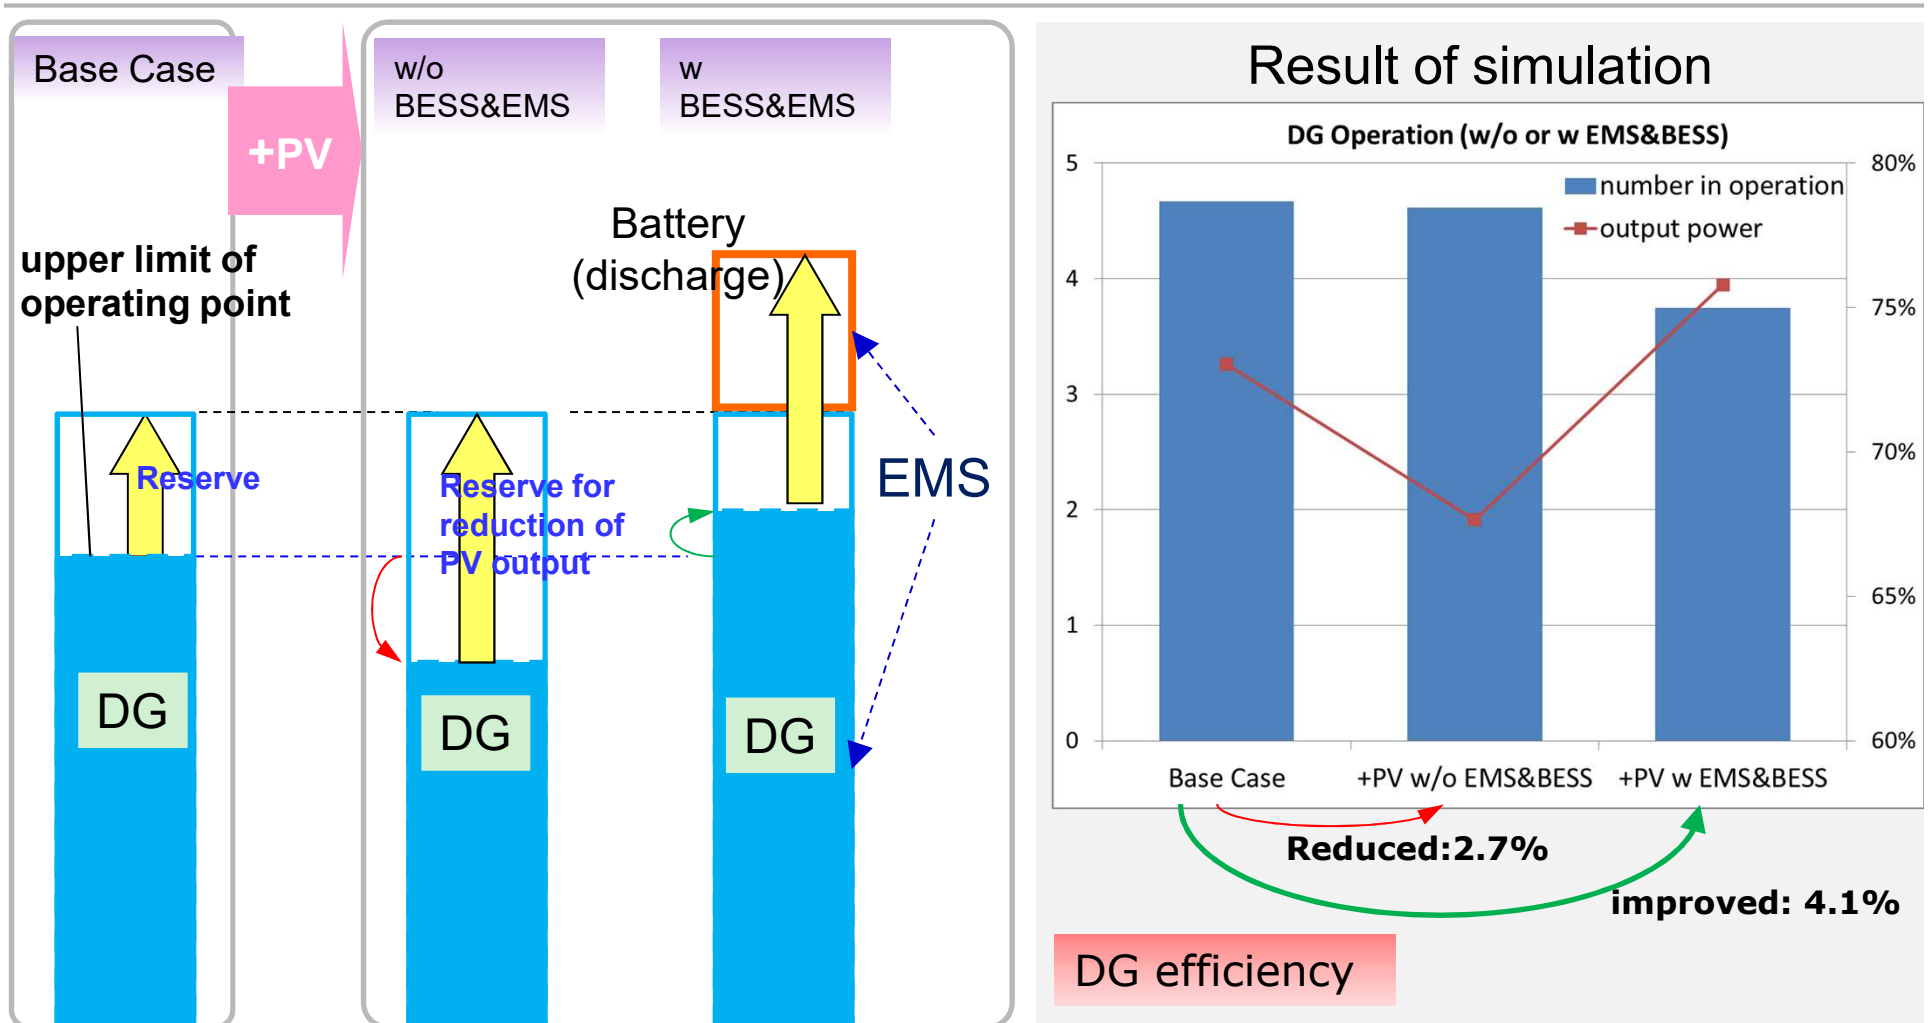 Base Case
+PV
w/o
BESS&EMS
w
BESS&EMS
upper limit of
operating point
Battery
(discharge)
Reserve
Reserve for
reduction of
PV output
EMS
DG
DG
DG
Result of simulation
DG Operation (w/o or w EMS&BESS)
number in operation
output power
5
4
3
2
1
0
80%
75%
70%
65%
60%
Base Case
+PV w/o EMS&BESS
+PV w EMS&BESS
Reduced:2.7%
improved: 4.1%
DG efficiency